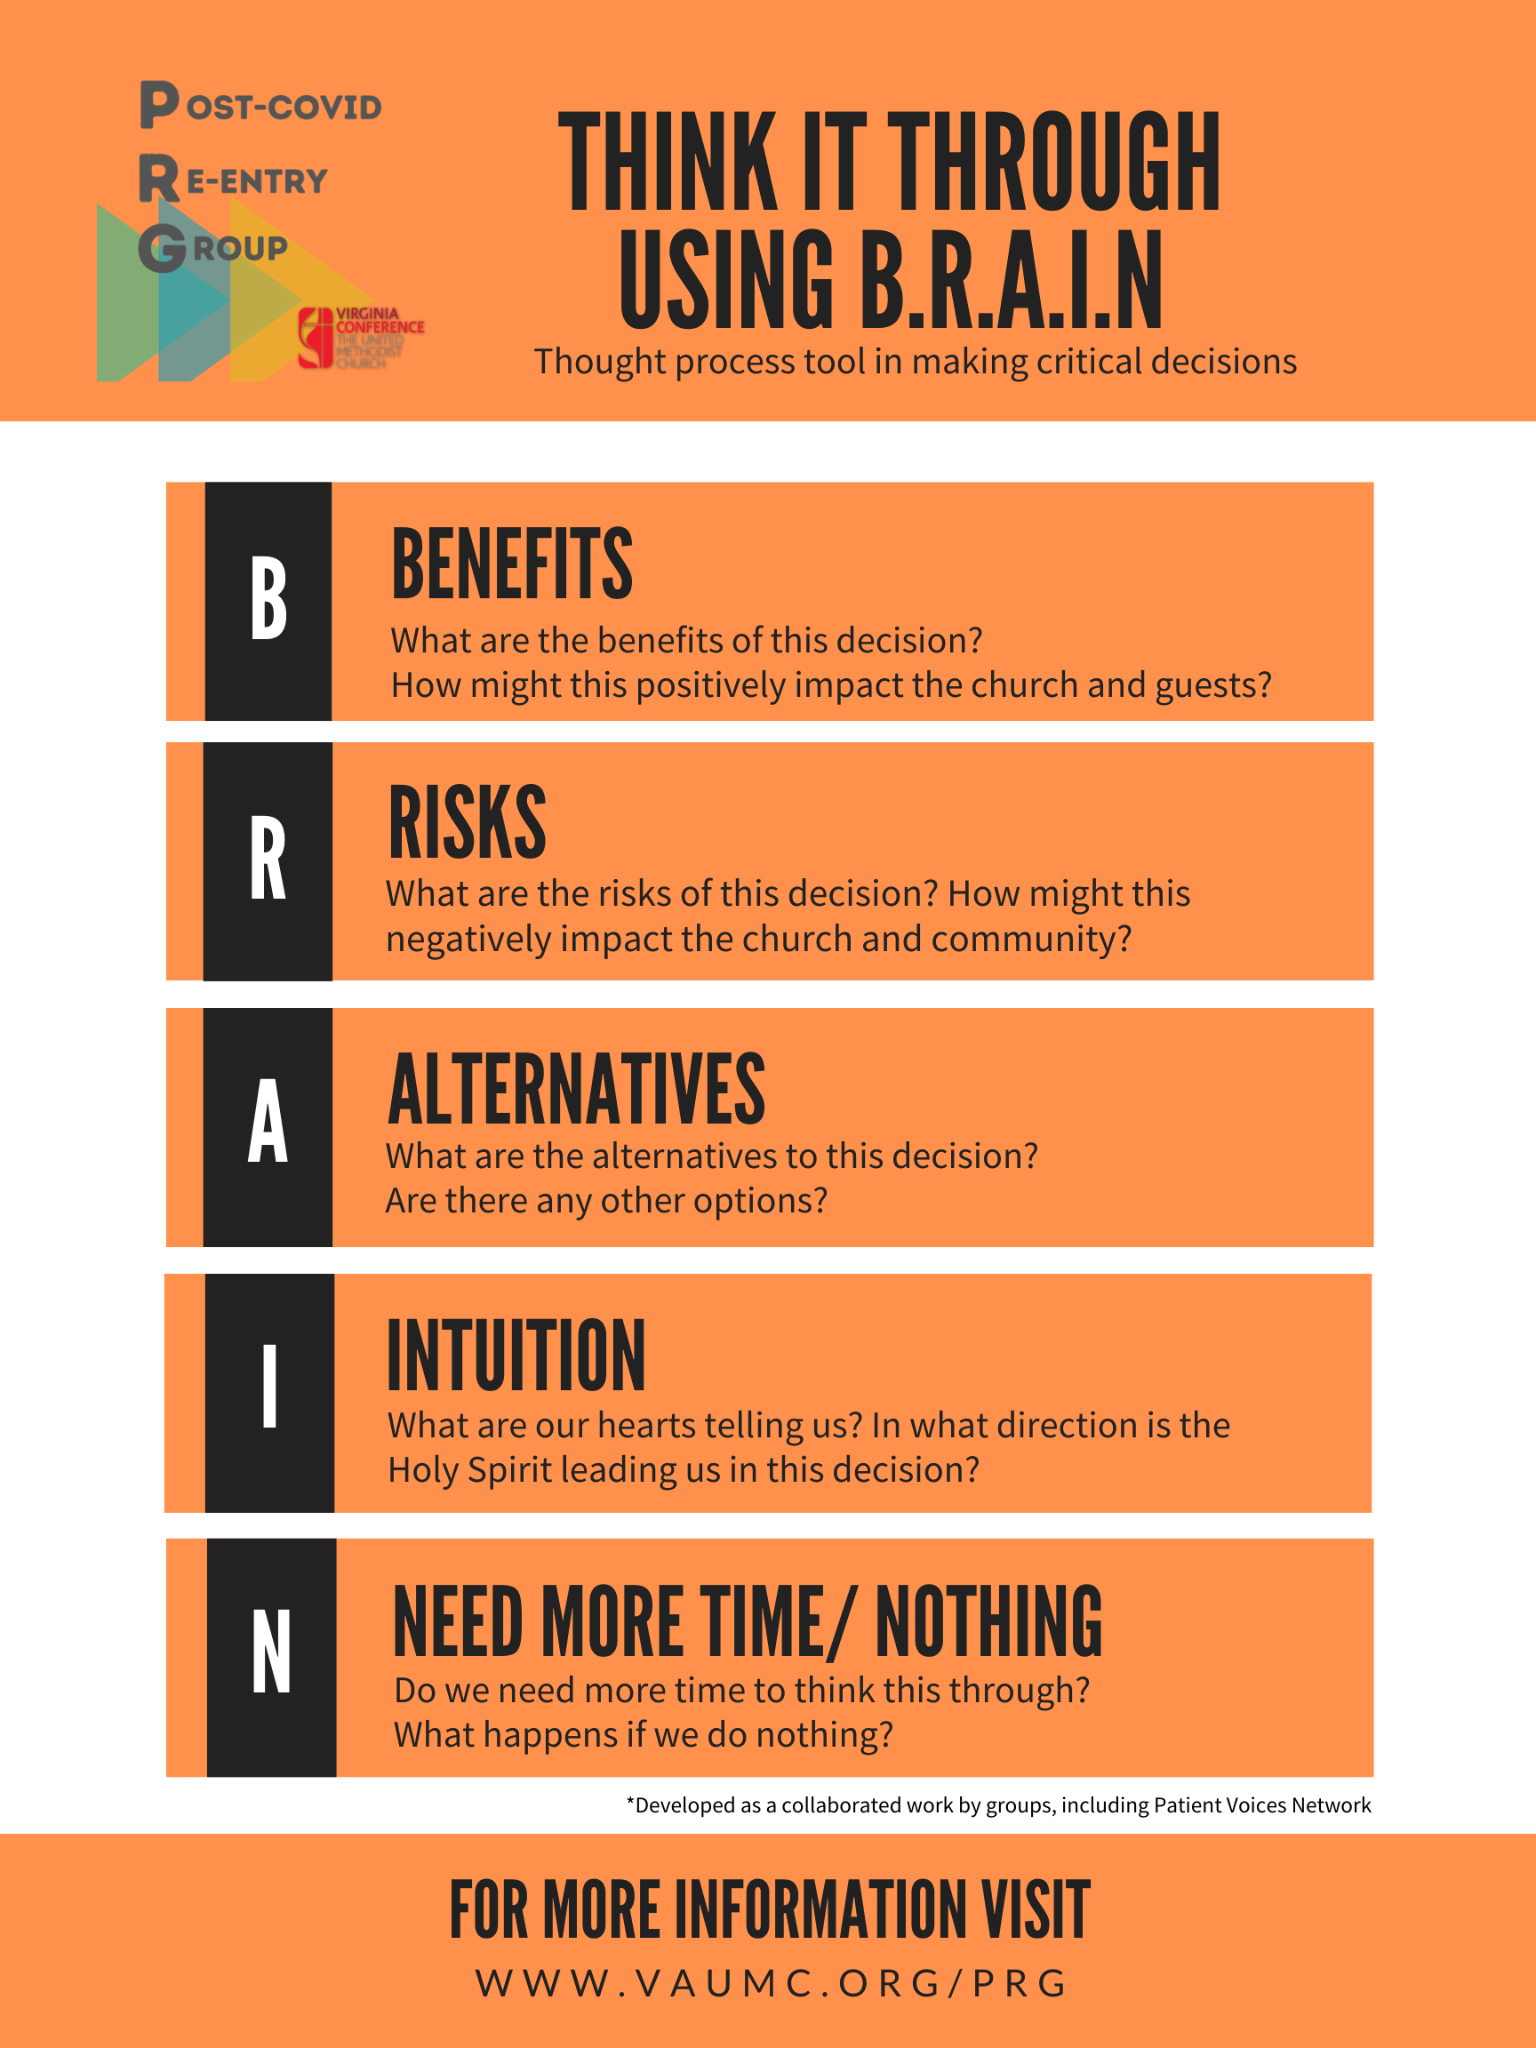 POST-COVID
RE-ENTRY
GROUP
VIRGINIA
CONFERENCE
THE UNITED
METHODIST
CHURCH
THINK IT THROUGH
USING B.R.A.I.N
Thought process tool in making critical decisions
B
BENEFITS
What are the benefits of this decision?
How might this positively impact the church and guests?
R
RISKS
What are the risks of this decision? How might this
negatively impact the church and community?
A
ALTERNATIVES
What are the alternatives to this decision?
Are there any other options?
I
INTUITION
What are our hearts telling us? In what direction is the
Holy Spirit leading us in this decision?
N
NEED MORE TIME/ NOTHING
Do we need more time to think this through?
What happens if we do nothing?
*Developed as a collaborated work by groups, including Patient Voices Network
FOR MORE INFORMATION VISIT
WWW.VAUMC.ORG/PRG